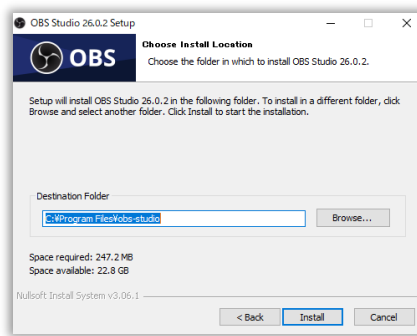 OBS Studio 26.0.2 Setup
OBS
Choose Install Location
Choose the folder in which to install OBS Studio 26.0.2.
Setup will install OBS Studio 26.0.2 in the following folder. To install in a different folder, click
Browse and select another folder. Click Install to start the installation.
Destination Folder
C:¥Program Files¥obs-studio
Browse...
Space required: 247.2 MB
Space available: 22.8 GB
Nullsoft Install System v3.06.1
< Back
Install
Cancel